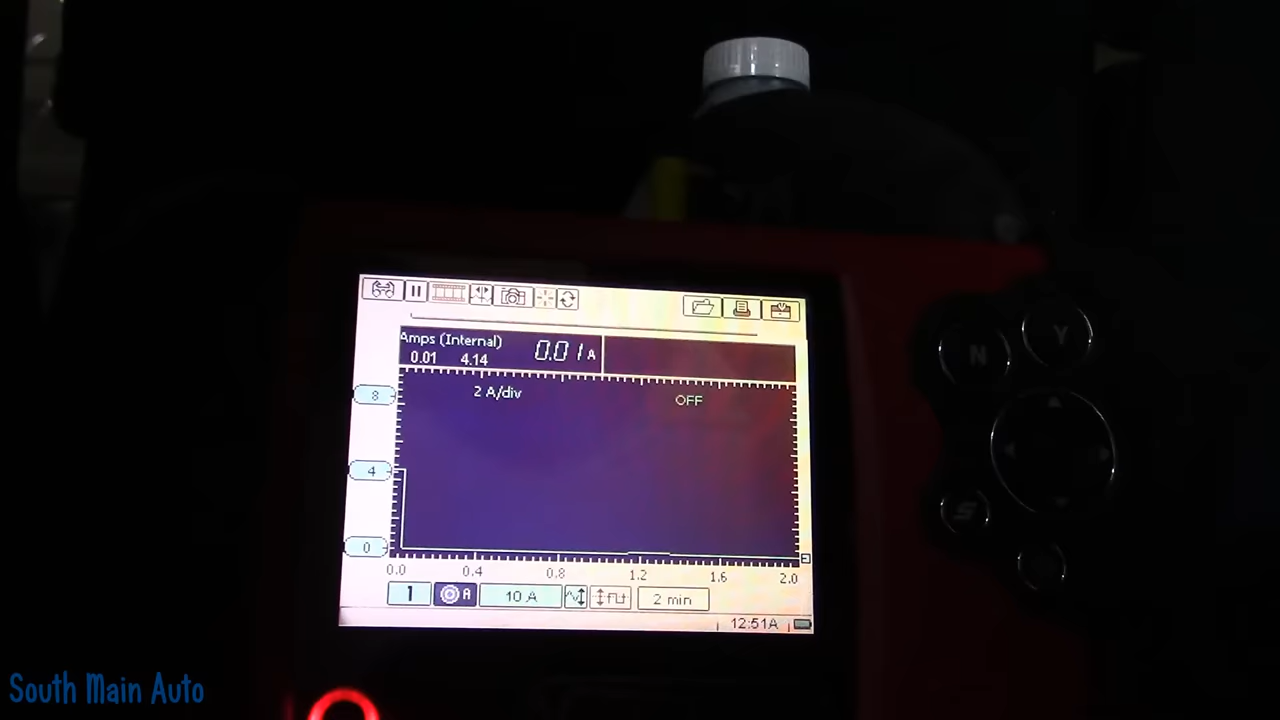 Amps (Internal)
0.01 4.14 0.01 A
2 A/div OFF
8
4
0
0.0 0.4 0.8 1.2 1.6 2.0
1 A 10 A 2 min
12:51A
N
Y
S
South Main Auto